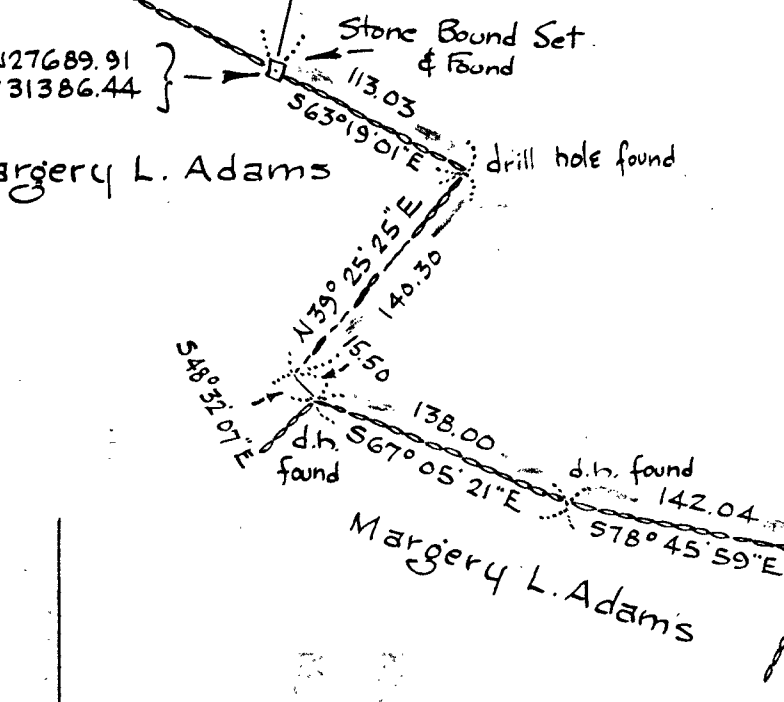 Stone Bound Set
& Found
N27689.91
31386.44
113.03
S63°19'01"E
drill hole found
Margery L. Adams
N39°25'25"E
140.30
15.50
S48°32'07"E
d.h.
found
138.00
S67°05'21"E
d.h. found
142.04
S78°45'59"E
Margery L. Adams